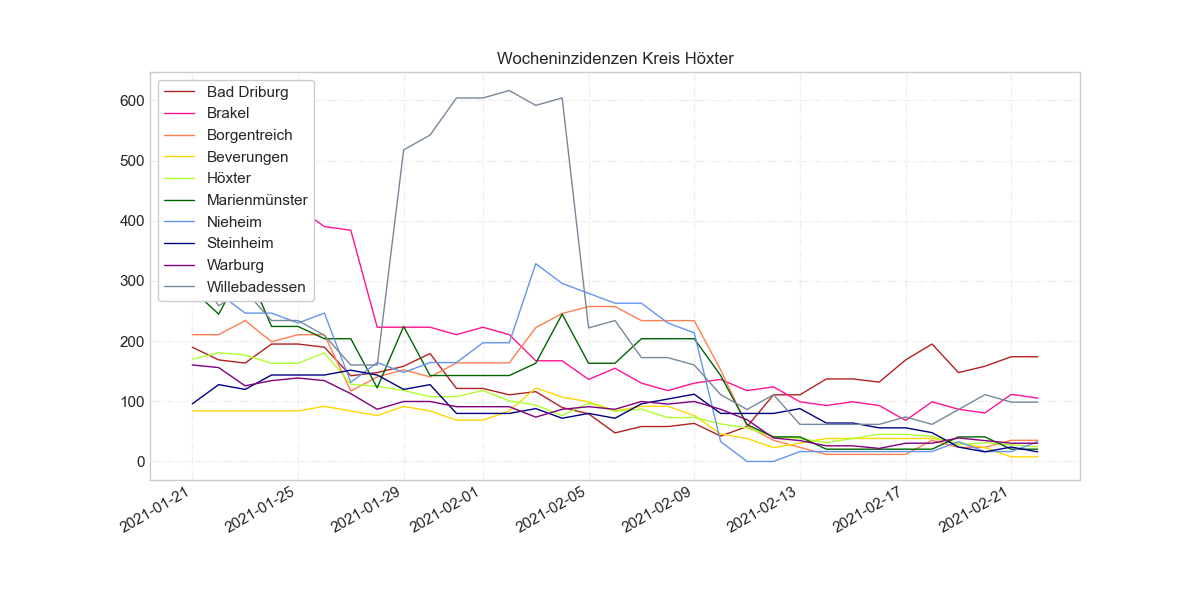 Wocheninzidenzen Kreis Höxter
Bad Driburg
Brakel
Borgentreich
Beverungen
Höxter
Marienmünster
Nieheim
Steinheim
Warburg
Willebadessen
600
500
400
300
200
100
0
2021-01-21
2021-01-25
2021-01-29
2021-02-01
2021-02-05
2021-02-09
2021-02-13
2021-02-17
2021-02-21